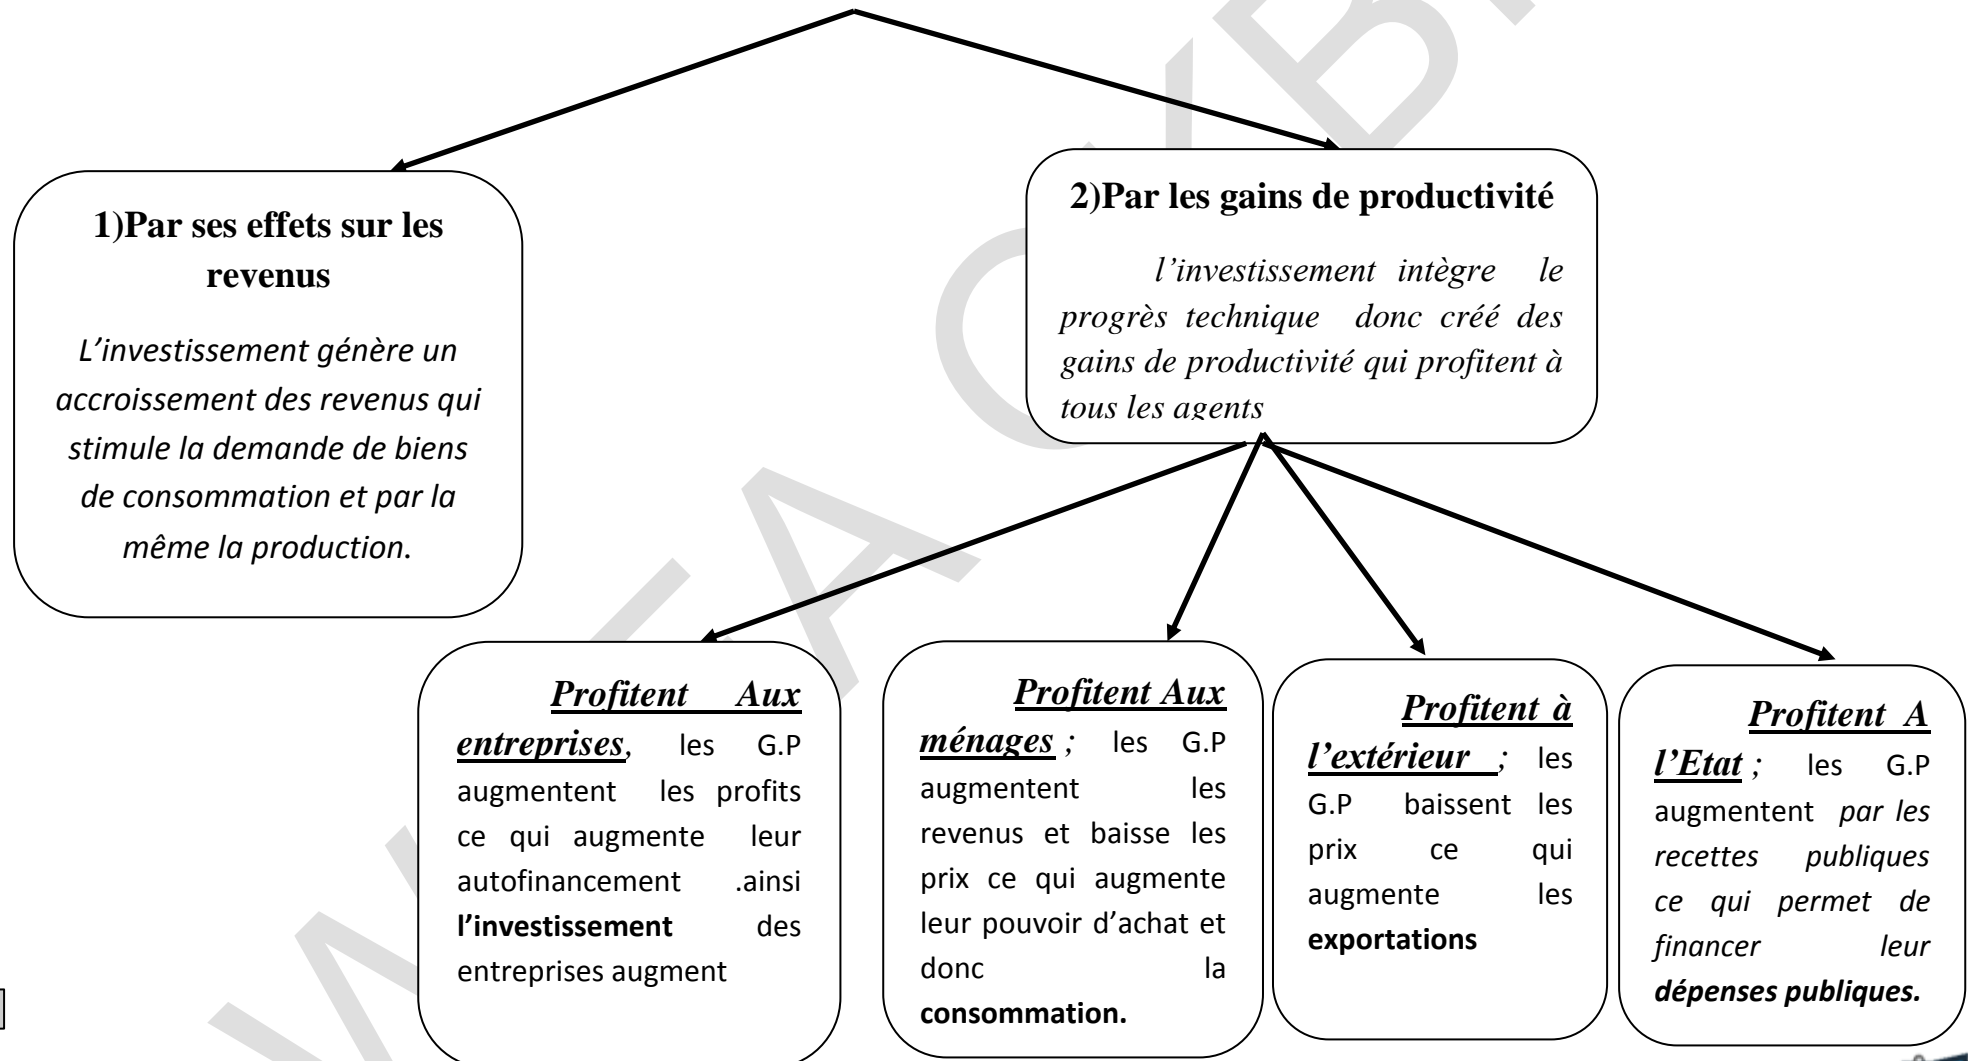 1)Par ses effets sur les
revenus
L’investissement génère un
accroissement des revenus qui
stimule la demande de biens
de consommation et par la
même la production.
2)Par les gains de productivité
l’investissement intègre le
progrès technique donc créé des
gains de productivité qui profitent à
tous les agents
Profitent Aux
entreprises, les G.P
augmentent les profits
ce qui augmente leur
autofinancement .ainsi
l’investissement des
entreprises augment
Profitent Aux
ménages ; les G.P
augmentent les
revenus et baisse les
prix ce qui augmente
leur pouvoir d’achat et
donc la
consommation.
Profitent à
l’extérieur ; les
G.P baissent les
prix ce qui
augmente les
exportations
Profitent A
l’Etat ; les G.P
augmentent par les
recettes publiques
ce qui permet de
financer leur
dépenses publiques.